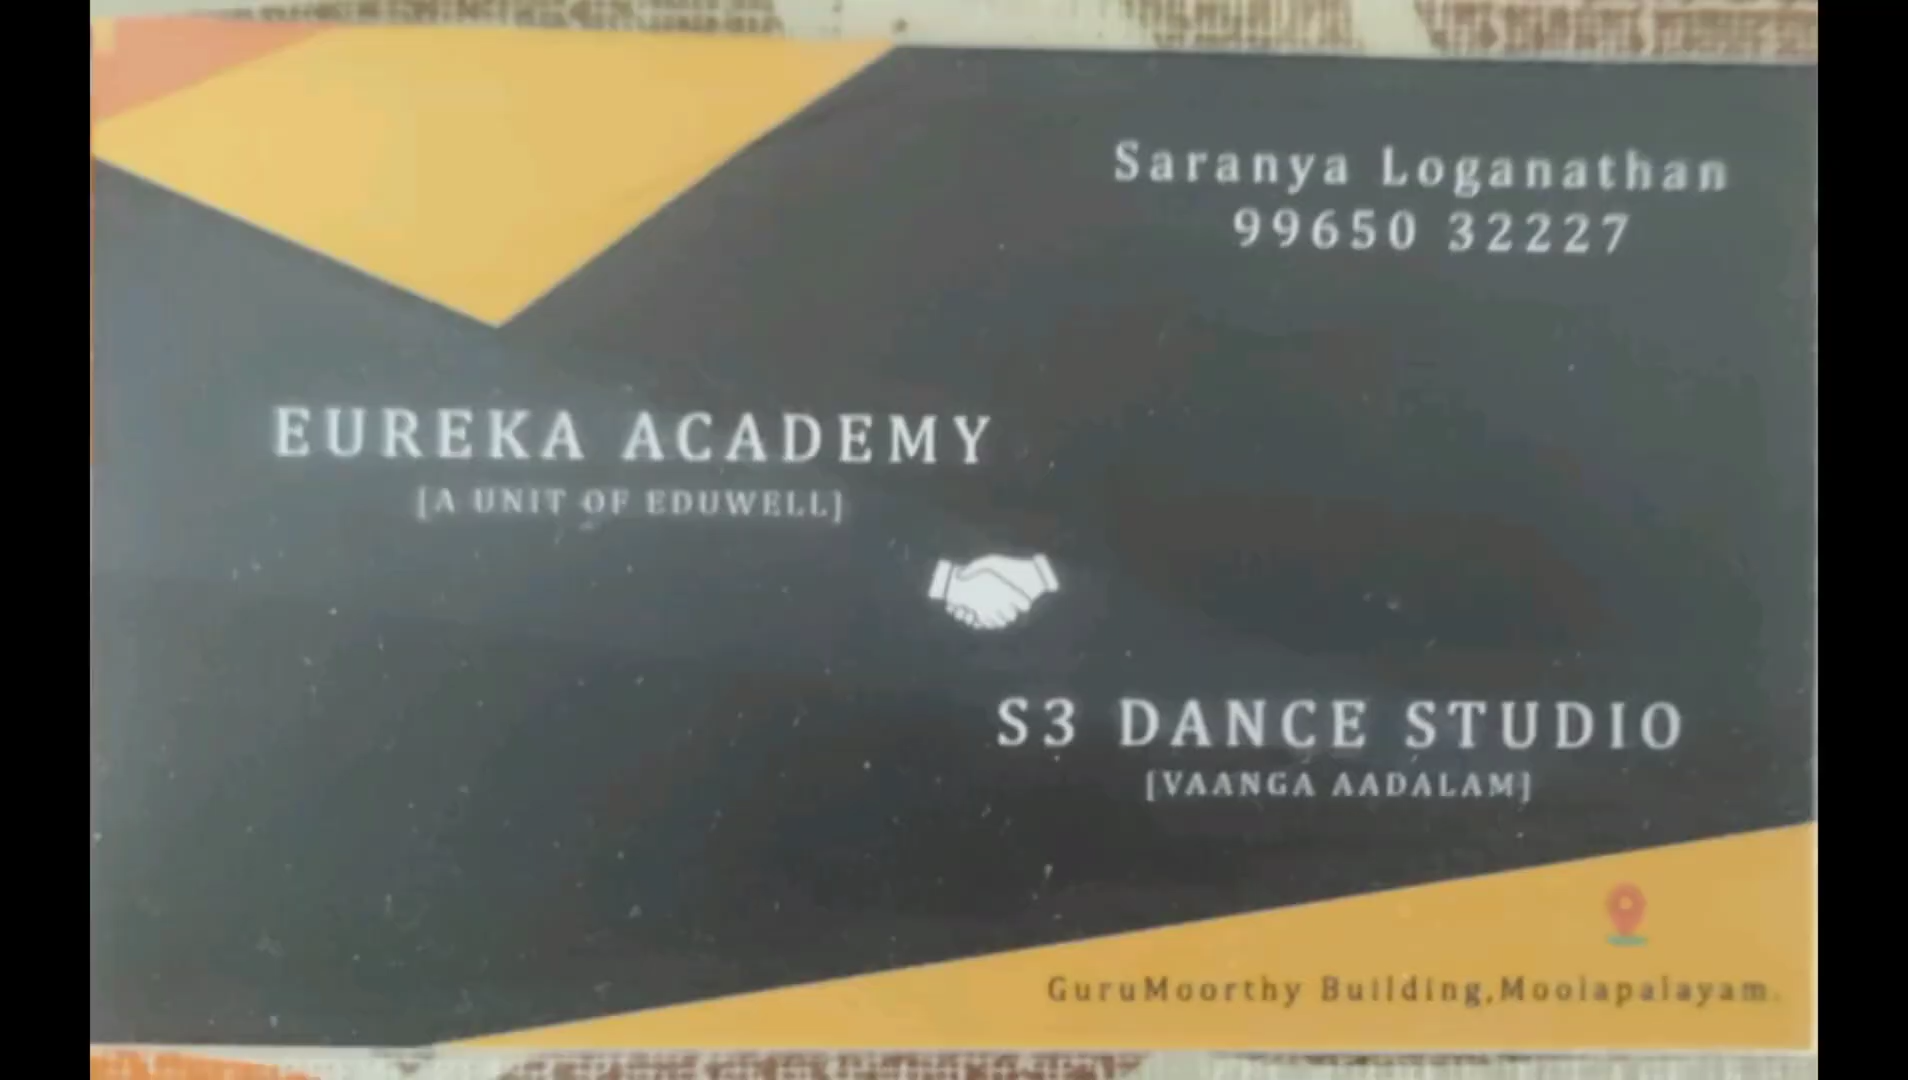 Saranya Loganathan
99650 32227
EUREKA ACADEMY
[A UNIT OF EDUWELL]
S3 DANCE STUDIO
[VAANGA AADALAM]
GuruMoorthy Building,Moolapalayam.